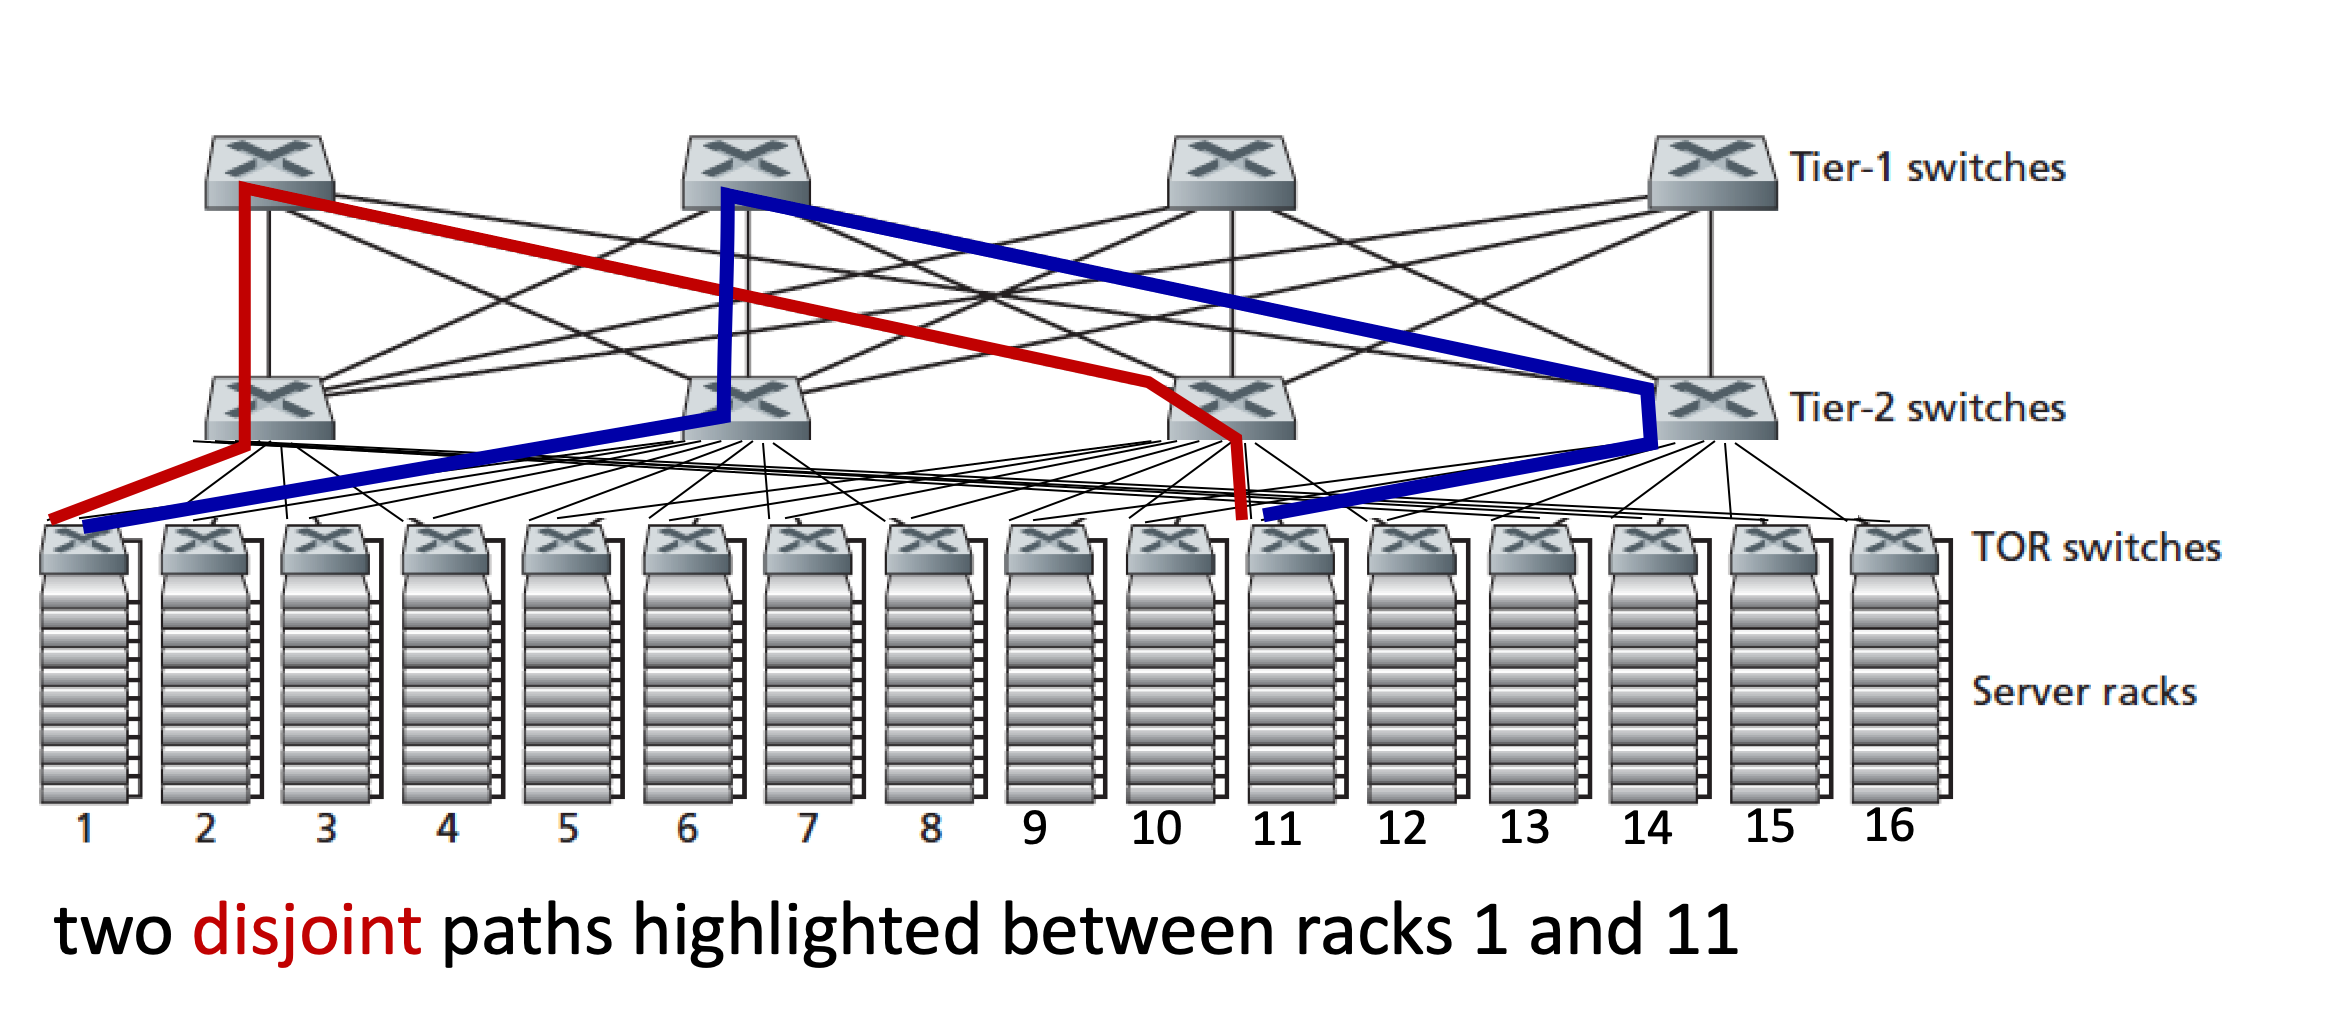 Tier-1 switches
Tier-2 switches
TOR switches
Server racks
1 2 3 4 5 6 7 8 9 10 11 12 13 14 15 16
two disjoint paths highlighted between racks 1 and 11